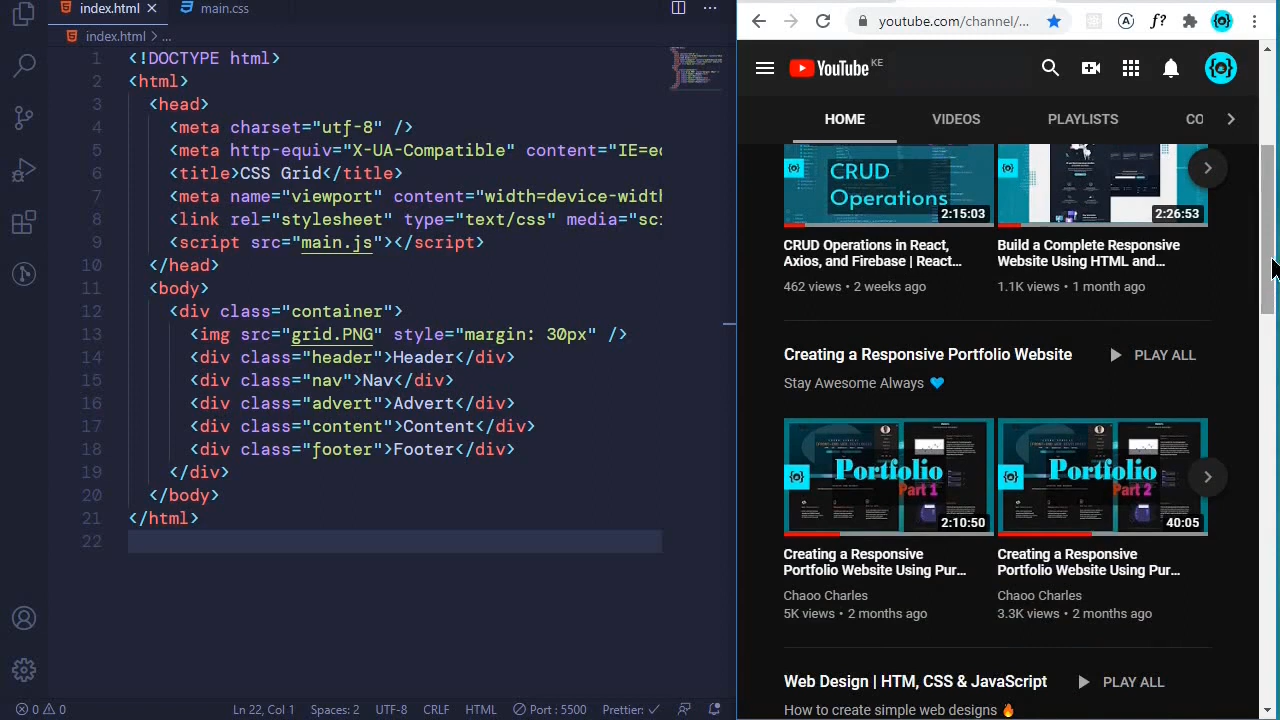 index.html
main.css
index.html > ...
1 <!DOCTYPE html>
2 <html>
3 <head>
4 <meta charset="utf-8" />
5 <meta http-equiv="X-UA-Compatible" content="IE=ed
6 <title>CSS Grid</title>
7 <meta name="viewport" content="width=device-width
8 <link rel="stylesheet" type="text/css" media="scr
9 <script src="main.js"></script>
10 </head>
11 <body>
12 <div class="container">
13 <img src="grid.PNG" style="margin: 30px" />
14 <div class="header">Header</div>
15 <div class="nav">Nav</div>
16 <div class="advert">Advert</div>
17 <div class="content">Content</div>
18 <div class="footer">Footer</div>
19 </div>
20 </body>
21 </html>
22
0 0
Ln 22, Col 1
Spaces: 2
UTF-8
CRLF
HTML
Port : 5500
Prettier: ✓
youtube.com/channel/...
f?
YouTube KE
HOME
VIDEOS
PLAYLISTS
CO
CRUD
Operations
2:15:03
2:26:53
CRUD Operations in React,
Axios, and Firebase | React...
462 views • 2 weeks ago
Build a Complete Responsive
Website Using HTML and...
1.1K views • 1 month ago
Creating a Responsive Portfolio Website
PLAY ALL
Stay Awesome Always 💙
Portfolio
Part 1
2:10:50
Portfolio
Part 2
40:05
Creating a Responsive
Portfolio Website Using Pur...
Chaoo Charles
5K views • 2 months ago
Creating a Responsive
Portfolio Website Using Pur...
Chaoo Charles
3.3K views • 2 months ago
Web Design | HTM, CSS & JavaScript
PLAY ALL
How to create simple web designs 🔥